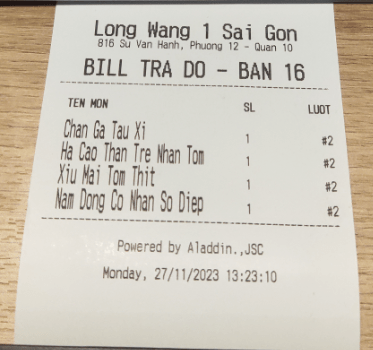 Long Wang 1 Sai Gon
816 Su Van Hanh, Phuong 12 - Quan 10
BILL TRA DO - BAN 16
TEN MON SL LUOT
Chan Ga Tau Xi 1 #2
Ha Cao Than Tre Nhan Tom 1 #2
Xiu Mai Tom Thit 1 #2
Nam Dong Co Nhan So Diep 1 #2
Powered by Aladdin.,JSC
Monday, 27/11/2023 13:23:10